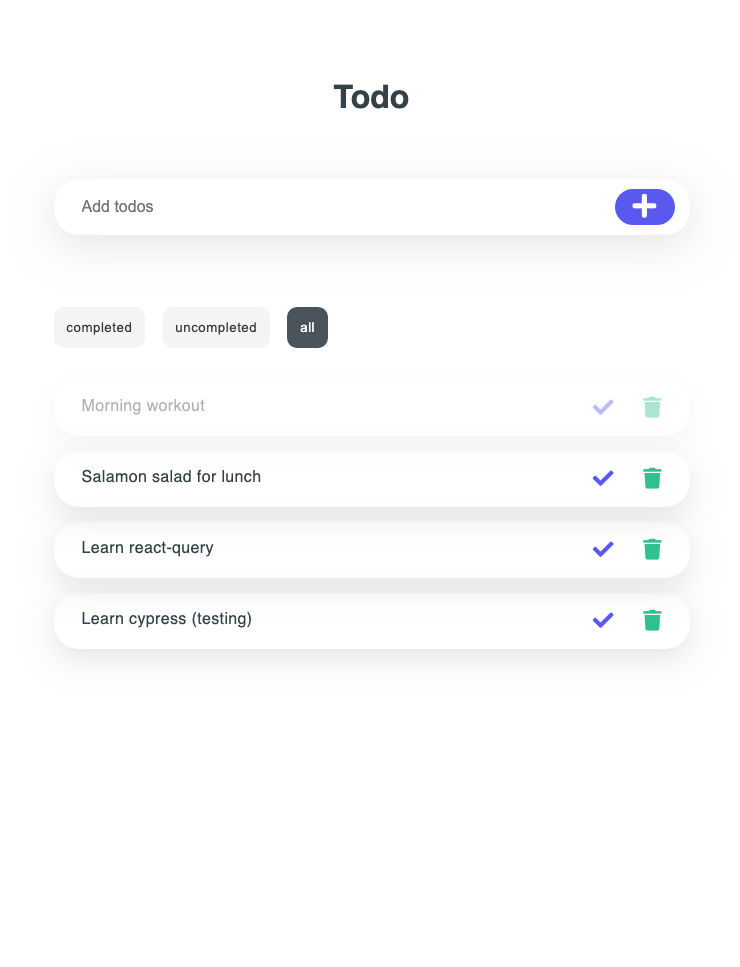 Todo
Add todos
completed uncompleted all
Morning workout
Salamon salad for lunch
Learn react-query
Learn cypress (testing)